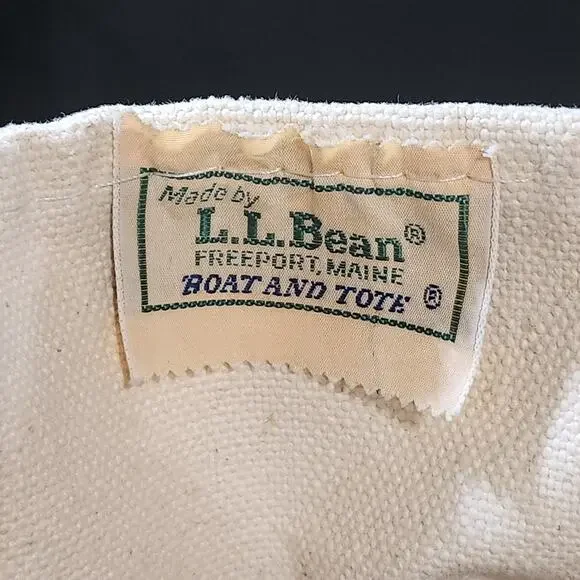 Made by
L.L.Bean®
FREEPORT, MAINE
BOAT AND TOTE ®